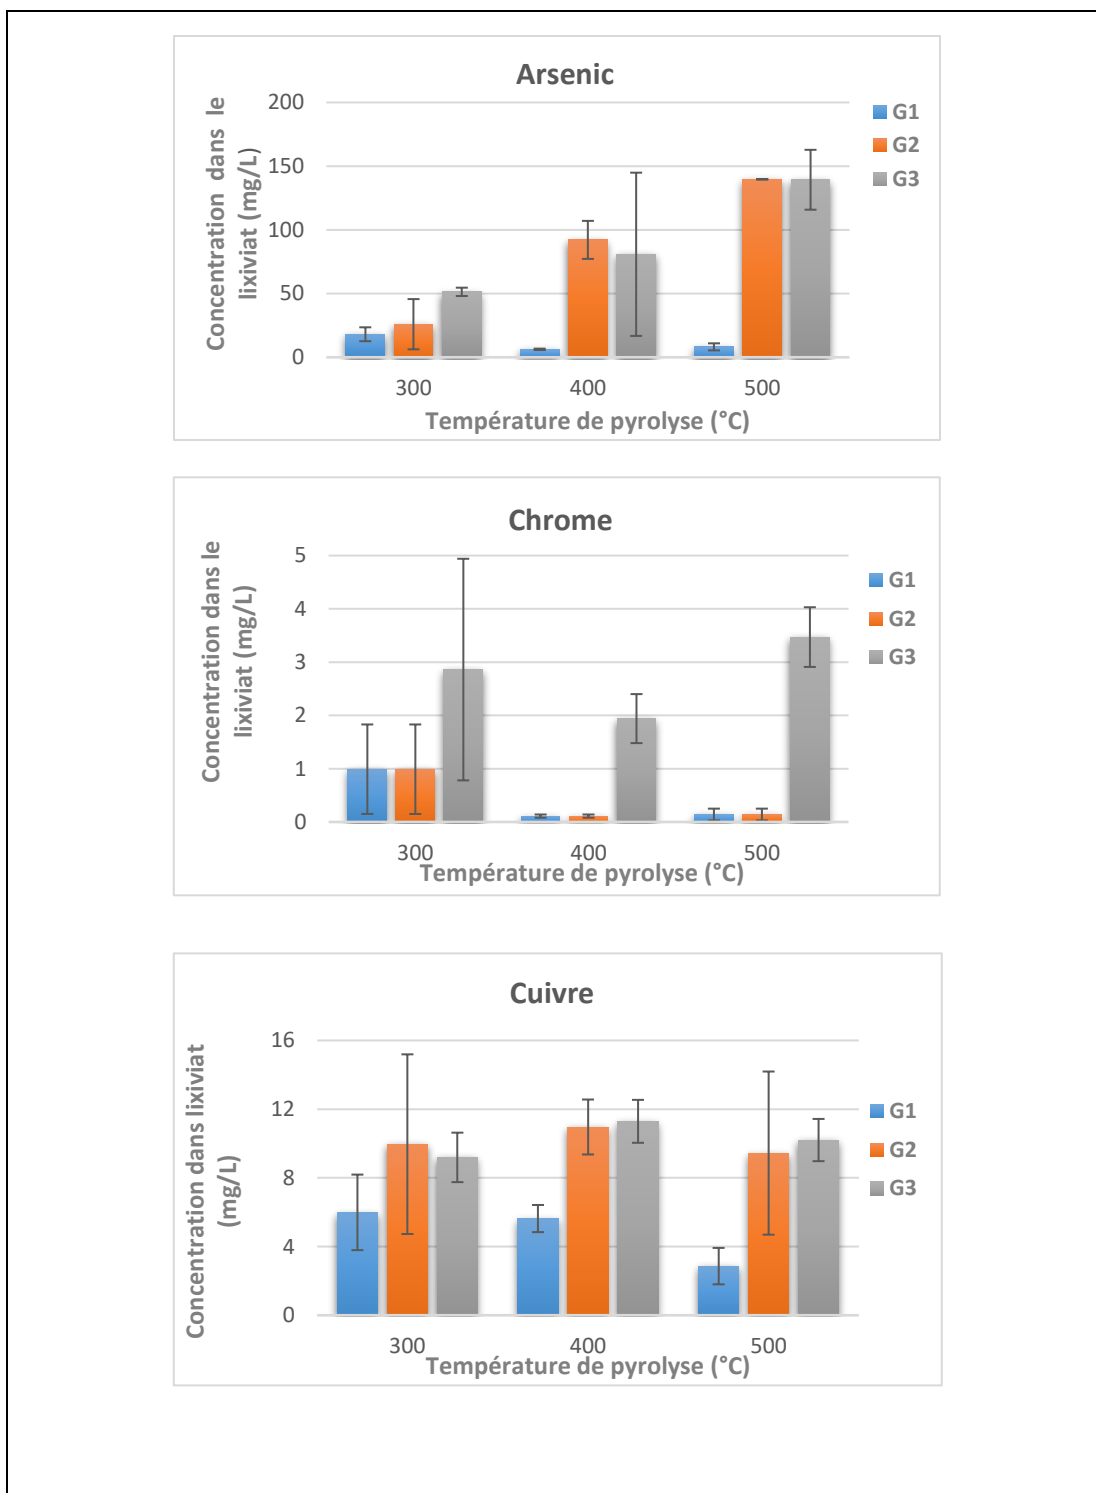 Arsenic
Concentration dans le
lixiviat (mg/L)
200
150
100
50
0
300 400 500
Température de pyrolyse (°C)
G1
G2
G3
Chrome
Concentration dans le
lixiviat (mg/L)
5
4
3
2
1
0
300 400 500
Température de pyrolyse (°C)
G1
G2
G3
Cuivre
Concentration dans lixiviat
(mg/L)
16
12
8
4
0
300 400 500
Température de pyrolyse (°C)
G1
G2
G3